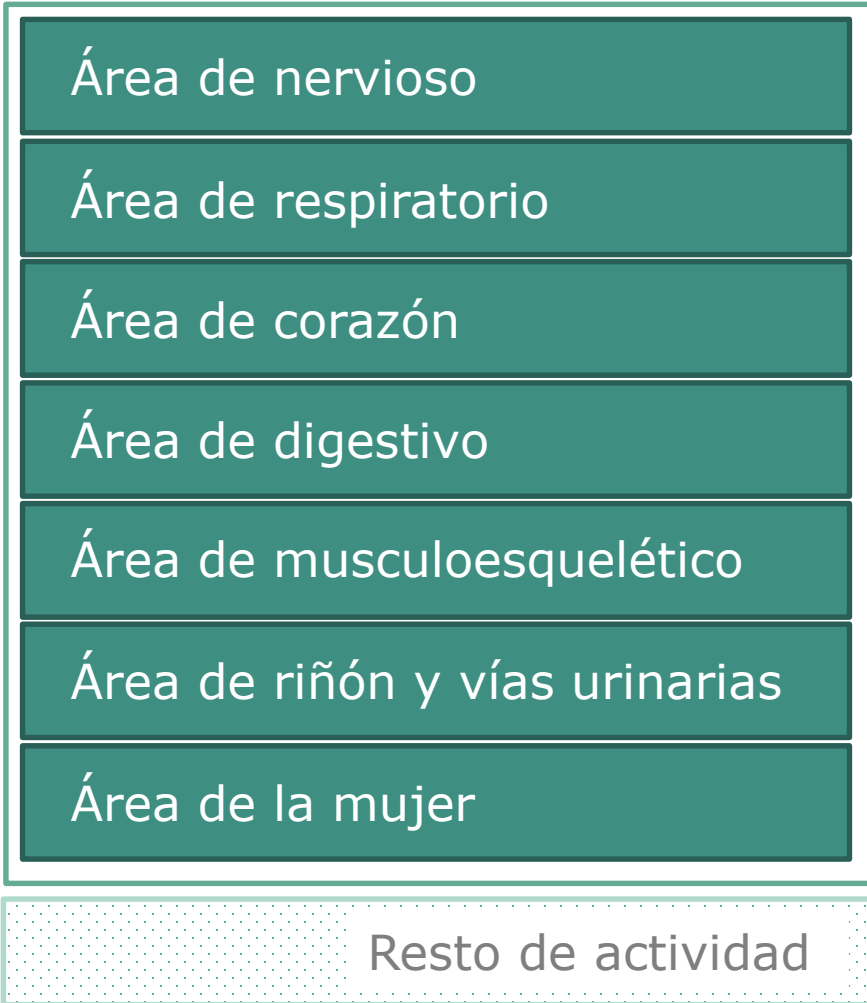 Área de nervioso
Área de respiratorio
Área de corazón
Área de digestivo
Área de musculoesquelético
Área de riñón y vías urinarias
Área de la mujer
Resto de actividad